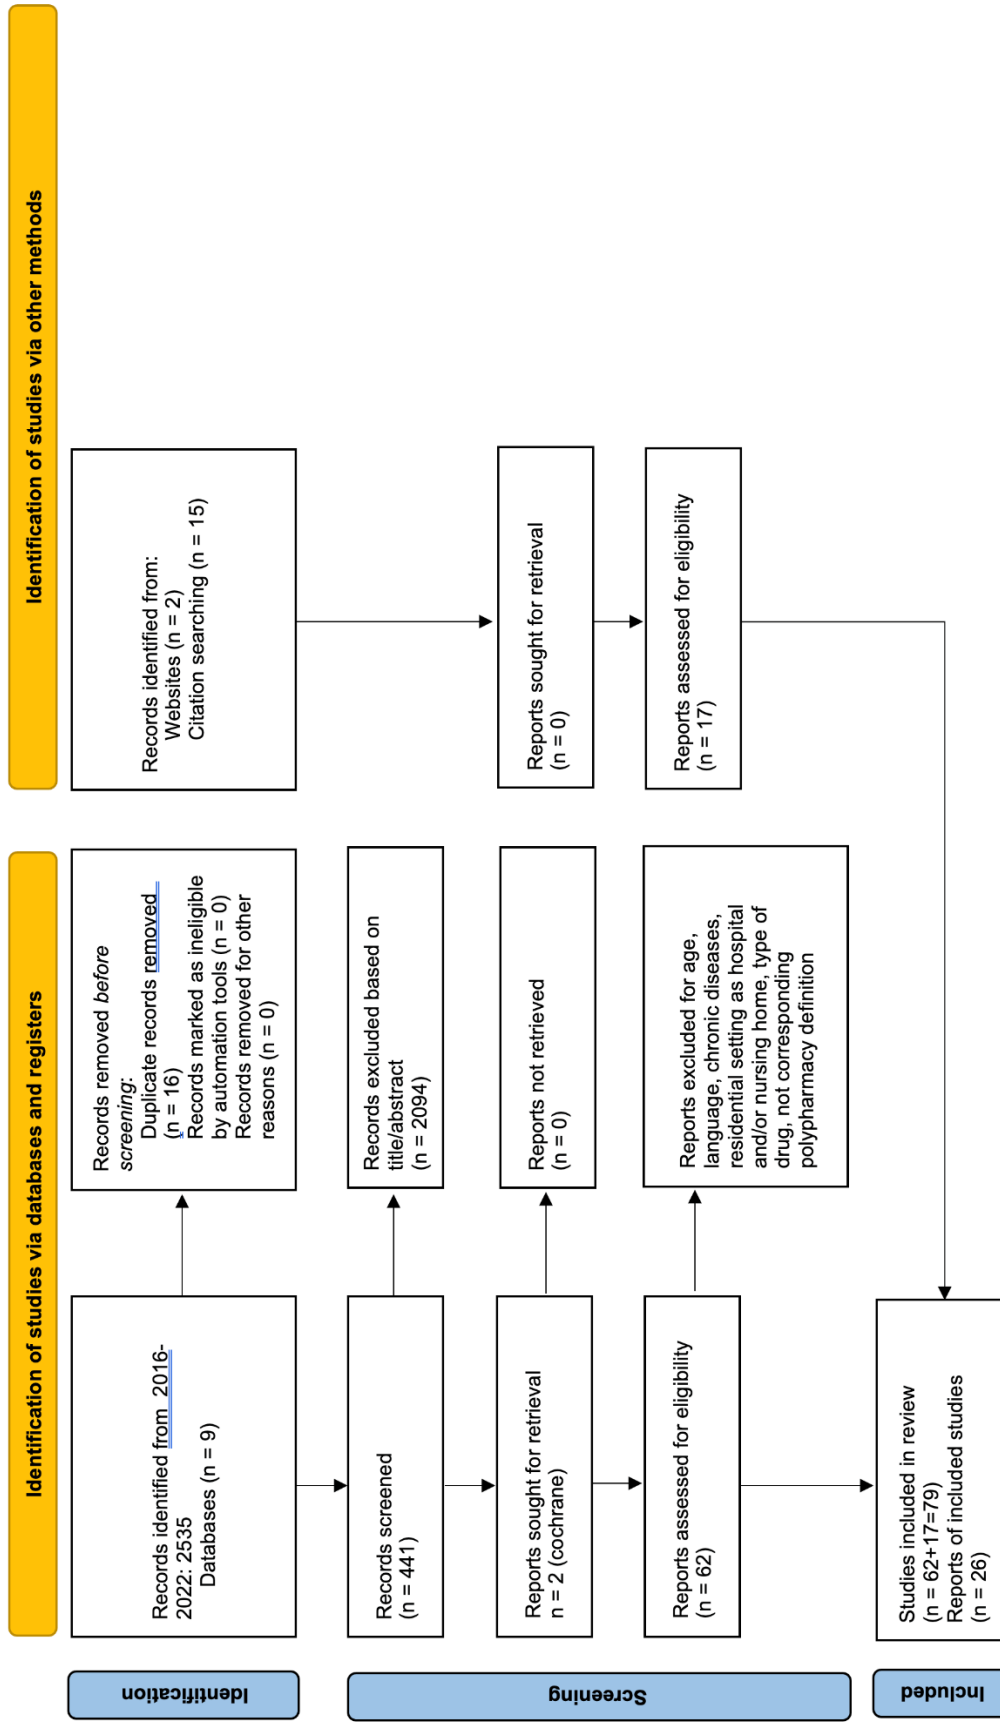 Identification of studies via databases and registers
Identification of studies via other methods
Identification
Records identified from 2016-
2022: 2535
Databases (n = 9)
Records removed before
screening:
Duplicate records removed
(n = 16)
Records marked as ineligible
by automation tools (n = 0)
Records removed for other
reasons (n = 0)
Records identified from:
Websites (n = 2)
Citation searching (n = 15)
Screening
Records screened
(n = 441)
Records excluded based on
title/abstract
(n = 2094)
Reports sought for retrieval
n = 2 (cochrane)
Reports not retrieved
(n = 0)
Reports sought for retrieval
(n = 0)
Reports assessed for eligibility
(n = 62)
Reports excluded for age,
language, chronic diseases,
residential setting as hospital
and/or nursing home, type of
drug, not corresponding
polypharmacy definition
Reports assessed for eligibility
(n = 17)
Included
Studies included in review
(n = 62+17=79)
Reports of included studies
(n = 26)